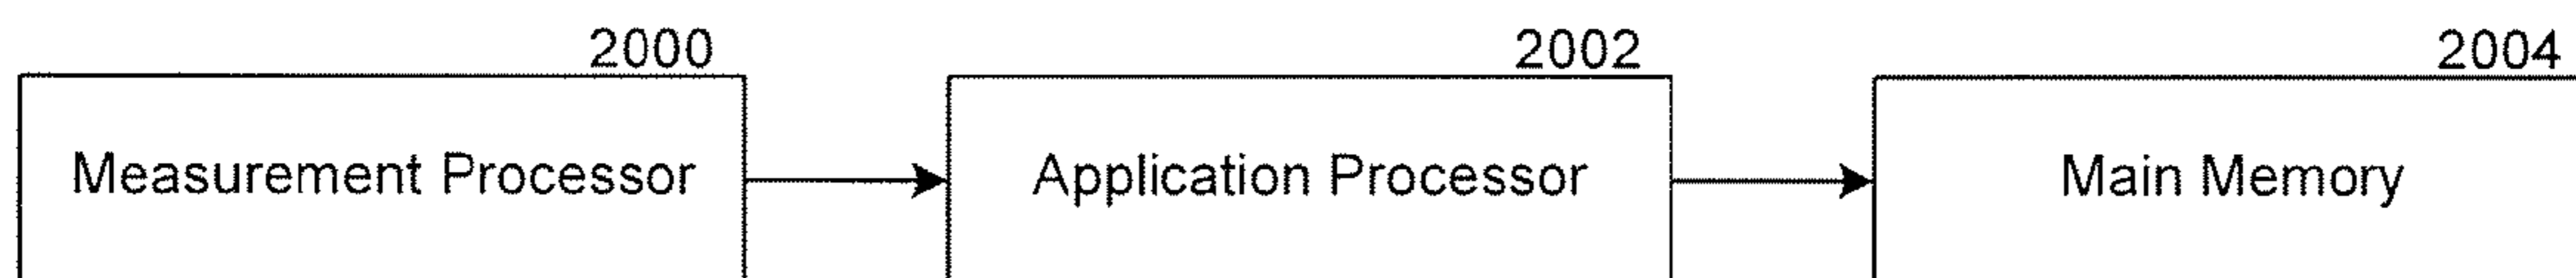 2000 2002 2004
Measurement Processor Application Processor Main Memory